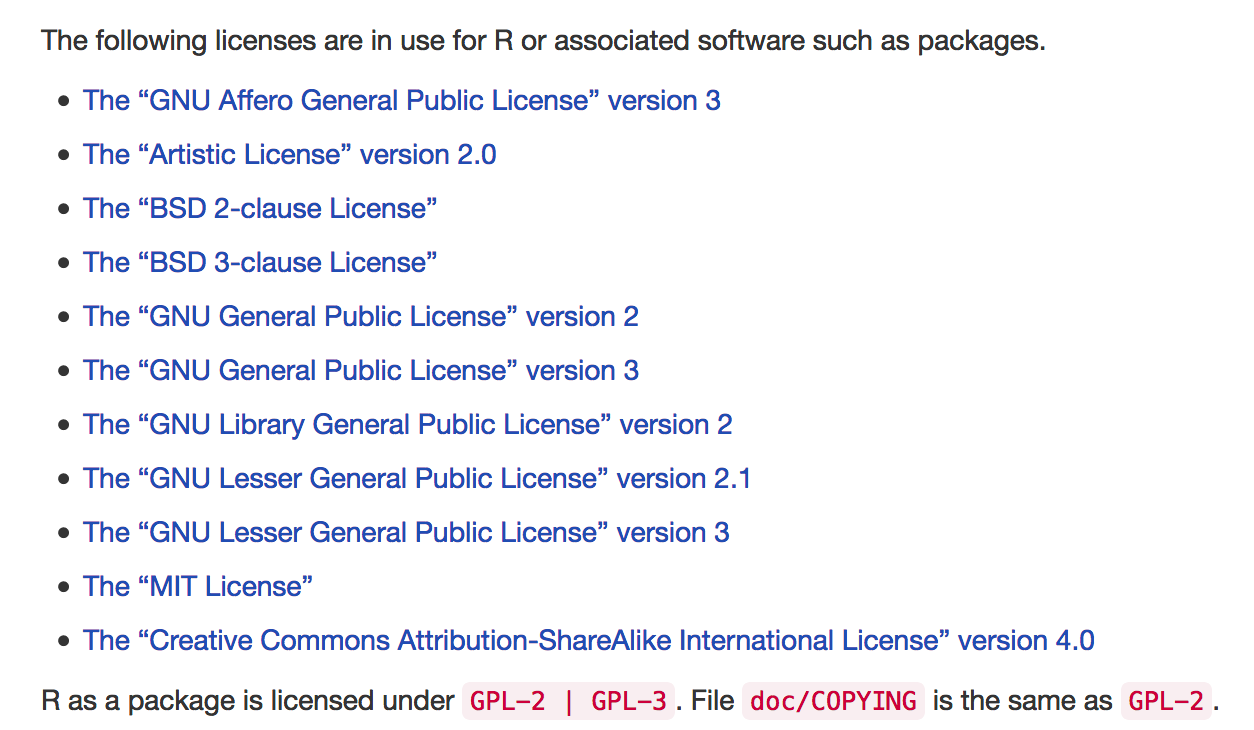 The following licenses are in use for R or associated software such as packages.
• The “GNU Affero General Public License” version 3
• The “Artistic License” version 2.0
• The “BSD 2-clause License”
• The “BSD 3-clause License”
• The “GNU General Public License” version 2
• The “GNU General Public License” version 3
• The “GNU Library General Public License” version 2
• The “GNU Lesser General Public License” version 2.1
• The “GNU Lesser General Public License” version 3
• The “MIT License”
• The “Creative Commons Attribution-ShareAlike International License” version 4.0
R as a package is licensed under GPL-2 | GPL-3. File doc/COPYING is the same as GPL-2.